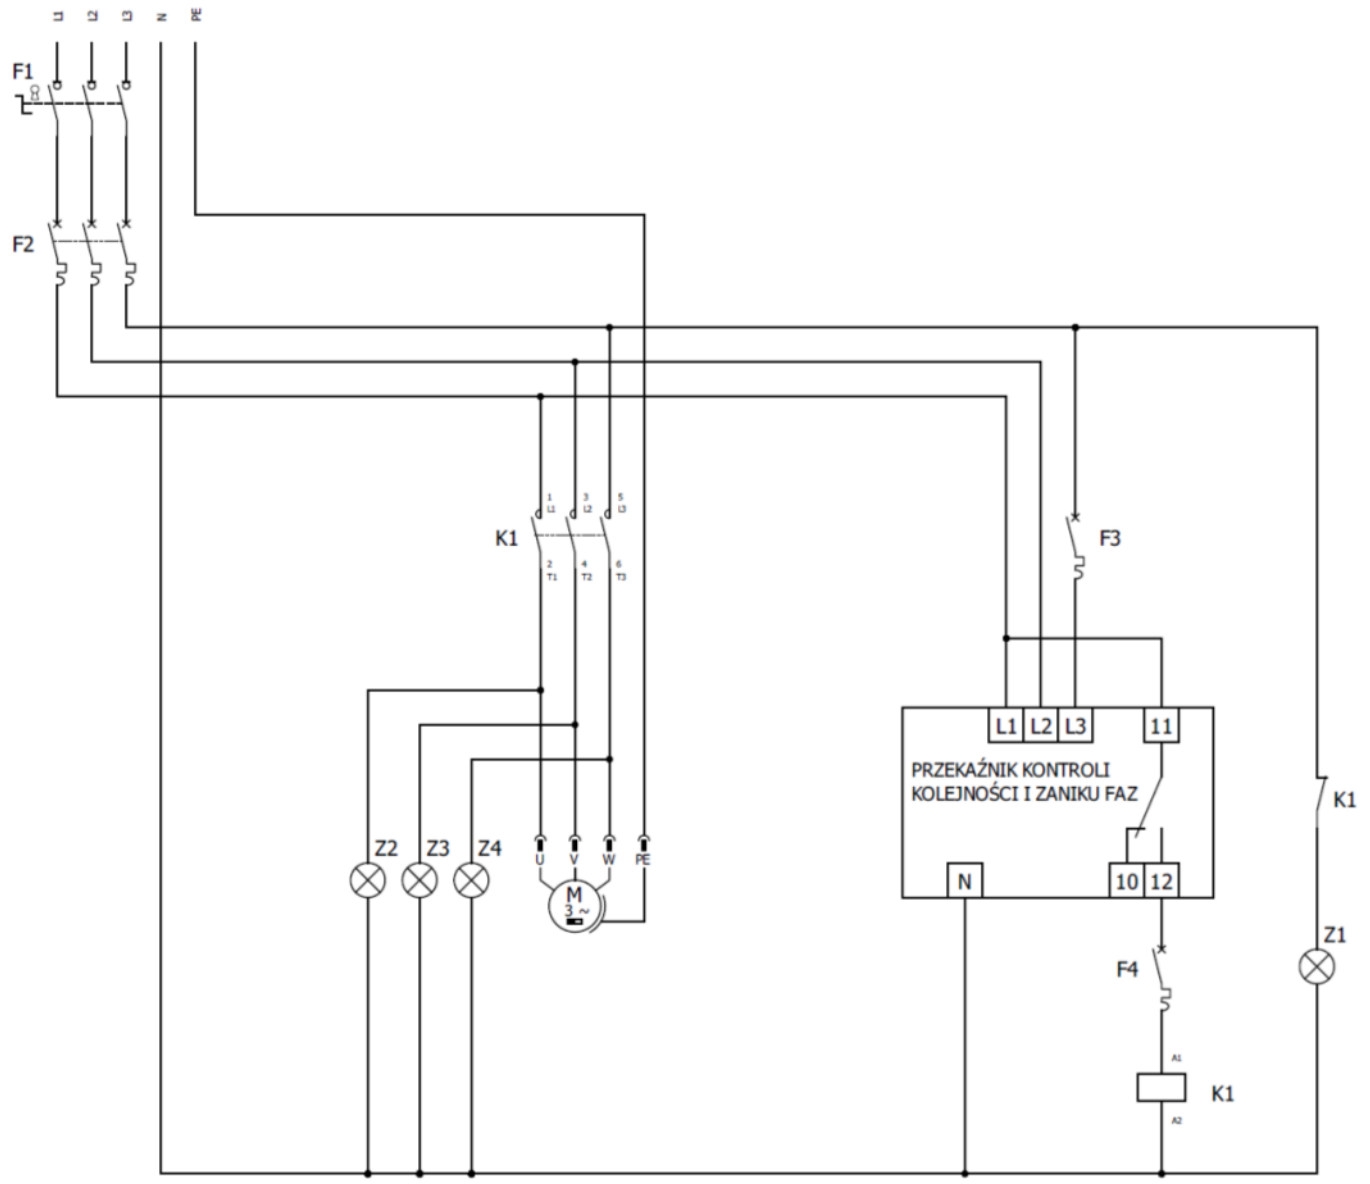 L1 L2 L3 N PE
F1
F2
1 3 5
L1 L2 L3
K1
2 4 6
T1 T2 T3
F3
L1 L2 L3 11
PRZEKAŹNIK KONTROLI
KOLEJNOŚCI I ZANIKU FAZ
K1
Z2 Z3 Z4
U V W PE
M
3 ~
N 10 12
Z1
F4
A1
K1
A2